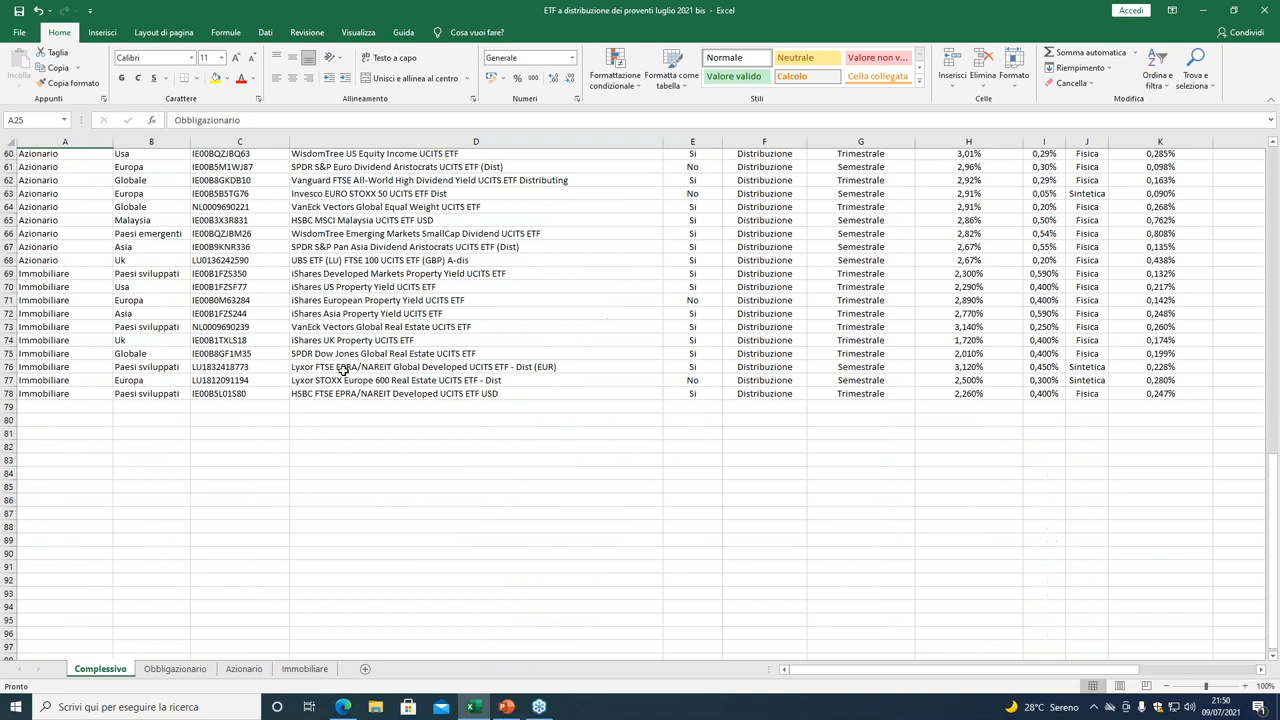 ETF a distribuzione dei proventi luglio 2021 bis - Excel
Accedi
File Home Inserisci Layout di pagina Formule Dati Revisione Visualizza Guida Cosa vuoi fare? Condividi
Incolla
Taglia
Copia
Copia formato
Appunti
Calibri 11
G C S
Carattere
Testo a capo
Unisci e allinea al centro
Allineamento
Generale
% 000
Numeri
Formattazione condizionale
Formatta come tabella
Normale Neutrale Valore non v...
Valore valido Calcolo Cella collegata
Stili
Inserisci Elimina Formato
Celle
Somma automatica
Riempimento
Cancella
Ordina e filtra
Trova e seleziona
Modifica
A25 fx Obbligazionario
A B C D E F G H I J K
60 Azionario Usa IE00BQZJBQ63 WisdomTree US Equity Income UCITS ETF Si Distribuzione Trimestrale 3,01% 0,29% Fisica 0,285%
61 Azionario Europa IE00B5M1WJ87 SPDR S&P Euro Dividend Aristocrats UCITS ETF (Dist) No Distribuzione Semestrale 2,96% 0,30% Fisica 0,098%
62 Azionario Globale IE00B8GKDB10 Vanguard FTSE All-World High Dividend Yield UCITS ETF Distributing Si Distribuzione Trimestrale 2,92% 0,29% Fisica 0,163%
63 Azionario Europa IE00B5B5TG76 Invesco EURO STOXX 50 UCITS ETF Dist No Distribuzione Trimestrale 2,91% 0,05% Sintetica 0,090%
64 Azionario Globale NL0009690221 VanEck Vectors Global Equal Weight UCITS ETF Si Distribuzione Trimestrale 2,91% 0,20% Fisica 0,268%
65 Azionario Malaysia IE00B3X3R831 HSBC MSCI Malaysia UCITS ETF USD Si Distribuzione Semestrale 2,86% 0,50% Fisica 0,762%
66 Azionario Paesi emergenti IE00BQZJBM26 WisdomTree Emerging Markets SmallCap Dividend UCITS ETF Si Distribuzione Semestrale 2,82% 0,54% Fisica 0,808%
67 Azionario Asia IE00B9KNR336 SPDR S&P Pan Asia Dividend Aristocrats UCITS ETF (Dist) Si Distribuzione Semestrale 2,67% 0,55% Fisica 0,135%
68 Azionario Uk LU0136242590 UBS ETF (LU) FTSE 100 UCITS ETF (GBP) A-dis Si Distribuzione Semestrale 2,67% 0,20% Fisica 0,438%
69 Immobiliare Paesi sviluppati IE00B1FZS350 iShares Developed Markets Property Yield UCITS ETF Si Distribuzione Trimestrale 2,300% 0,590% Fisica 0,132%
70 Immobiliare Usa IE00B1FZSF77 iShares US Property Yield UCITS ETF Si Distribuzione Trimestrale 2,290% 0,400% Fisica 0,217%
71 Immobiliare Europa IE00B0M63284 iShares European Property Yield UCITS ETF No Distribuzione Trimestrale 2,890% 0,400% Fisica 0,142%
72 Immobiliare Asia IE00B1FZS244 iShares Asia Property Yield UCITS ETF Si Distribuzione Trimestrale 2,770% 0,590% Fisica 0,248%
73 Immobiliare Paesi sviluppati NL0009690239 VanEck Vectors Global Real Estate UCITS ETF Si Distribuzione Trimestrale 3,140% 0,250% Fisica 0,260%
74 Immobiliare Uk IE00B1TXLS18 iShares UK Property UCITS ETF Si Distribuzione Trimestrale 1,720% 0,400% Fisica 0,174%
75 Immobiliare Globale IE00B8GF1M35 SPDR Dow Jones Global Real Estate UCITS ETF Si Distribuzione Trimestrale 2,010% 0,400% Fisica 0,199%
76 Immobiliare Paesi sviluppati LU1832418773 Lyxor FTSE EPRA/NAREIT Global Developed UCITS ETF - Dist (EUR) Si Distribuzione Semestrale 3,120% 0,450% Sintetica 0,228%
77 Immobiliare Europa LU1812091194 Lyxor STOXX Europe 600 Real Estate UCITS ETF - Dist No Distribuzione Semestrale 2,500% 0,300% Sintetica 0,280%
78 Immobiliare Paesi sviluppati IE00B5L01S80 HSBC FTSE EPRA/NAREIT Developed UCITS ETF USD Si Distribuzione Trimestrale 2,260% 0,400% Fisica 0,247%
79
80
81
82
83
84
85
86
87
88
89
90
91
92
93
94
95
96
97
Complessivo Obbligazionario Azionario Immobiliare
Pronto 100%
Scrivi qui per eseguire la ricerca
28°C Sereno
21:50
09/07/2021